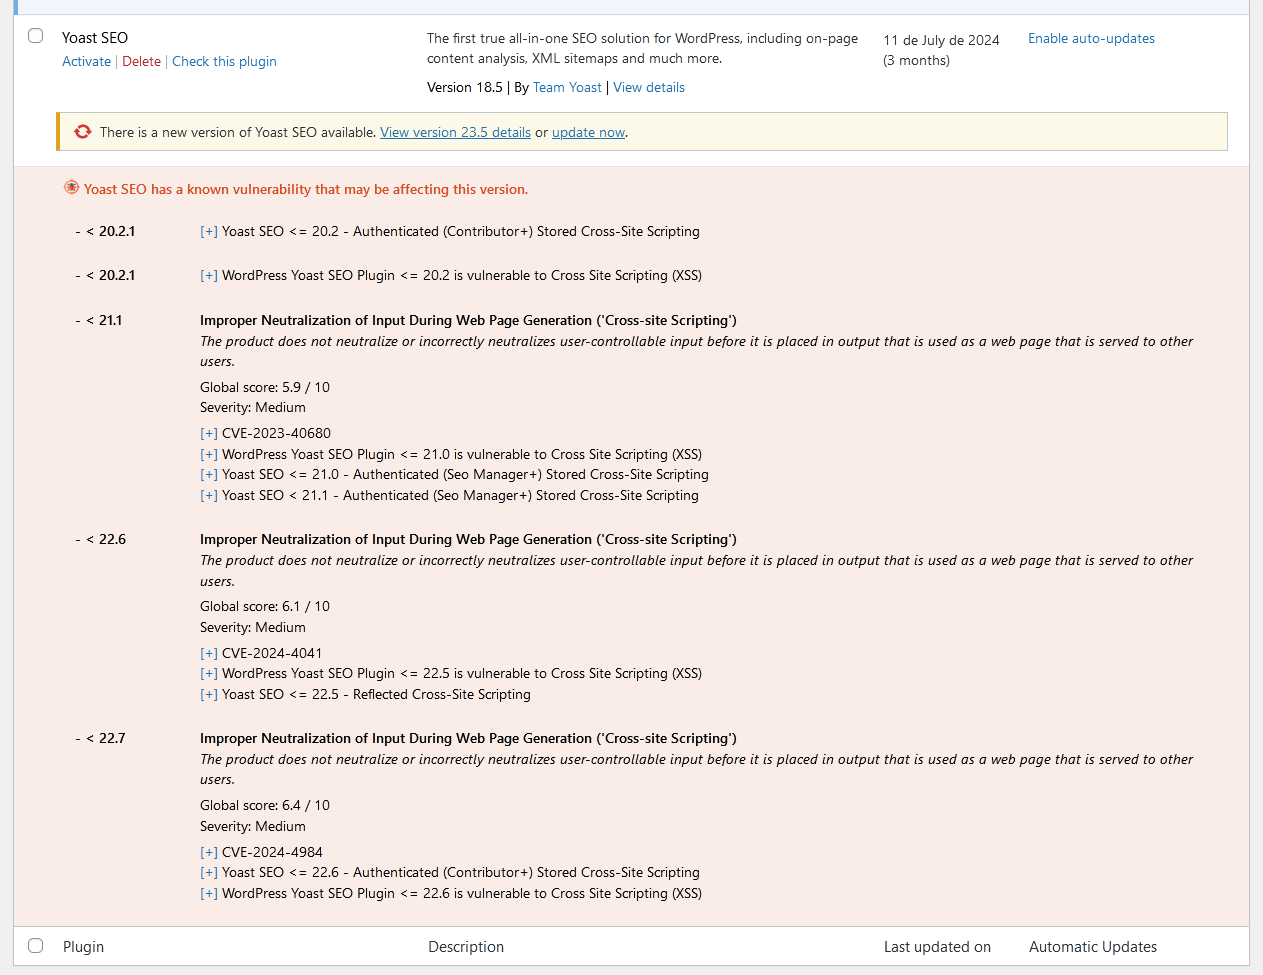 Yoast SEO
Activate | Delete | Check this plugin
The first true all-in-one SEO solution for WordPress, including on-page
content analysis, XML sitemaps and much more.
Version 18.5 | By Team Yoast | View details
11 de July de 2024
(3 months)
Enable auto-updates
There is a new version of Yoast SEO available. View version 23.5 details or update now.
Yoast SEO has a known vulnerability that may be affecting this version.
- < 20.2.1
[+] Yoast SEO <= 20.2 - Authenticated (Contributor+) Stored Cross-Site Scripting
- < 20.2.1
[+] WordPress Yoast SEO Plugin <= 20.2 is vulnerable to Cross Site Scripting (XSS)
- < 21.1
Improper Neutralization of Input During Web Page Generation ('Cross-site Scripting')
The product does not neutralize or incorrectly neutralizes user-controllable input before it is placed in output that is used as a web page that is served to other
users.
Global score: 5.9 / 10
Severity: Medium
[+] CVE-2023-40680
[+] WordPress Yoast SEO Plugin <= 21.0 is vulnerable to Cross Site Scripting (XSS)
[+] Yoast SEO <= 21.0 - Authenticated (Seo Manager+) Stored Cross-Site Scripting
[+] Yoast SEO < 21.1 - Authenticated (Seo Manager+) Stored Cross-Site Scripting
- < 22.6
Improper Neutralization of Input During Web Page Generation ('Cross-site Scripting')
The product does not neutralize or incorrectly neutralizes user-controllable input before it is placed in output that is used as a web page that is served to other
users.
Global score: 6.1 / 10
Severity: Medium
[+] CVE-2024-4041
[+] WordPress Yoast SEO Plugin <= 22.5 is vulnerable to Cross Site Scripting (XSS)
[+] Yoast SEO <= 22.5 - Reflected Cross-Site Scripting
- < 22.7
Improper Neutralization of Input During Web Page Generation ('Cross-site Scripting')
The product does not neutralize or incorrectly neutralizes user-controllable input before it is placed in output that is used as a web page that is served to other
users.
Global score: 6.4 / 10
Severity: Medium
[+] CVE-2024-4984
[+] Yoast SEO <= 22.6 - Authenticated (Contributor+) Stored Cross-Site Scripting
[+] WordPress Yoast SEO Plugin <= 22.6 is vulnerable to Cross Site Scripting (XSS)
Plugin Description Last updated on Automatic Updates